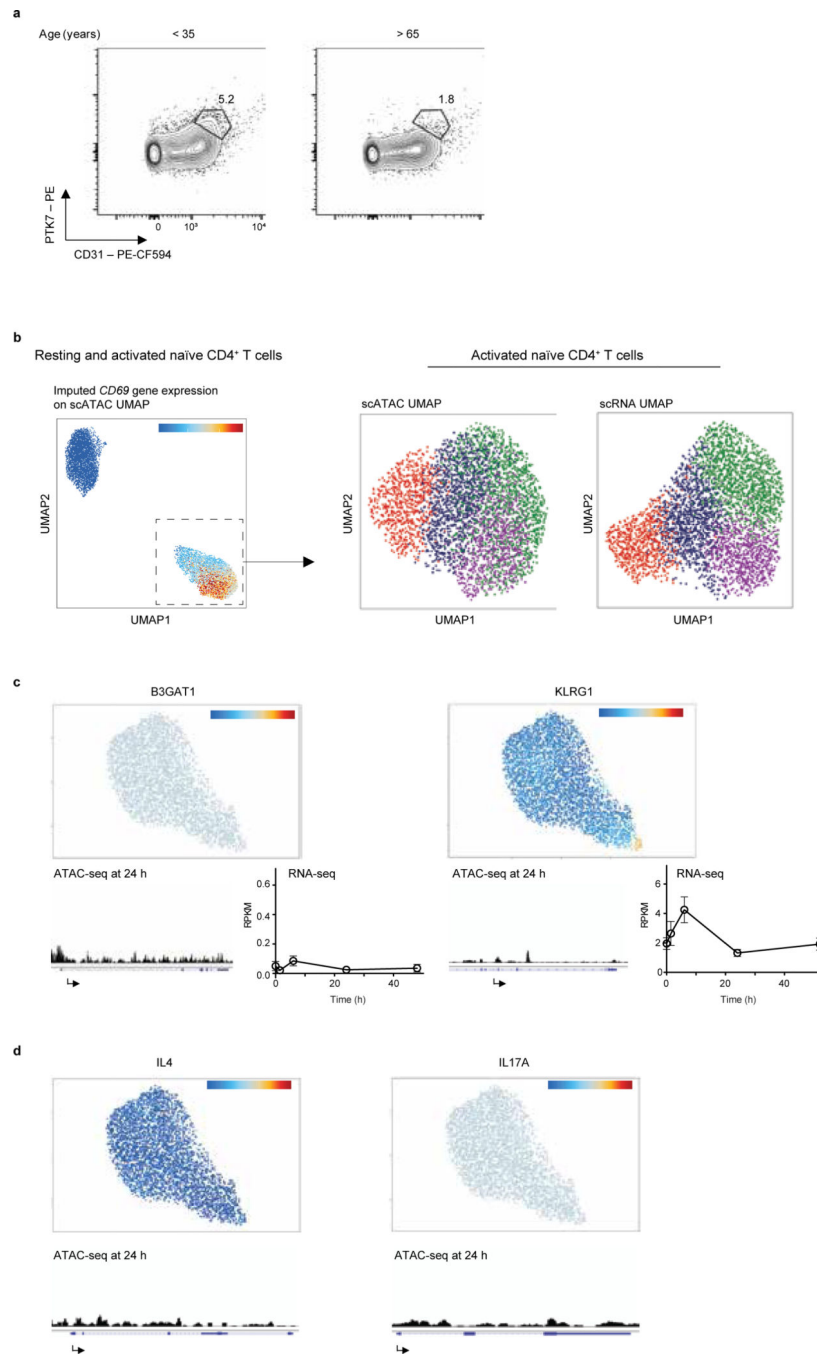 a
Age (years)
< 35
> 65
5.2
1.8
PTK7 – PE
0
10³
10⁴
CD31 – PE-CF594
b
Resting and activated naïve CD4⁺ T cells
Activated naïve CD4⁺ T cells
Imputed CD69 gene expression
on scATAC UMAP
scATAC UMAP
scRNA UMAP
UMAP2
UMAP2
UMAP2
UMAP1
UMAP1
UMAP1
c
B3GAT1
KLRG1
ATAC-seq at 24 h
RNA-seq
RPKM
0.6
0.4
0.2
0.0
0
20
40
Time (h)
ATAC-seq at 24 h
RNA-seq
RPKM
6
4
2
0
0
20
40
Time (h)
d
IL4
IL17A
ATAC-seq at 24 h
ATAC-seq at 24 h